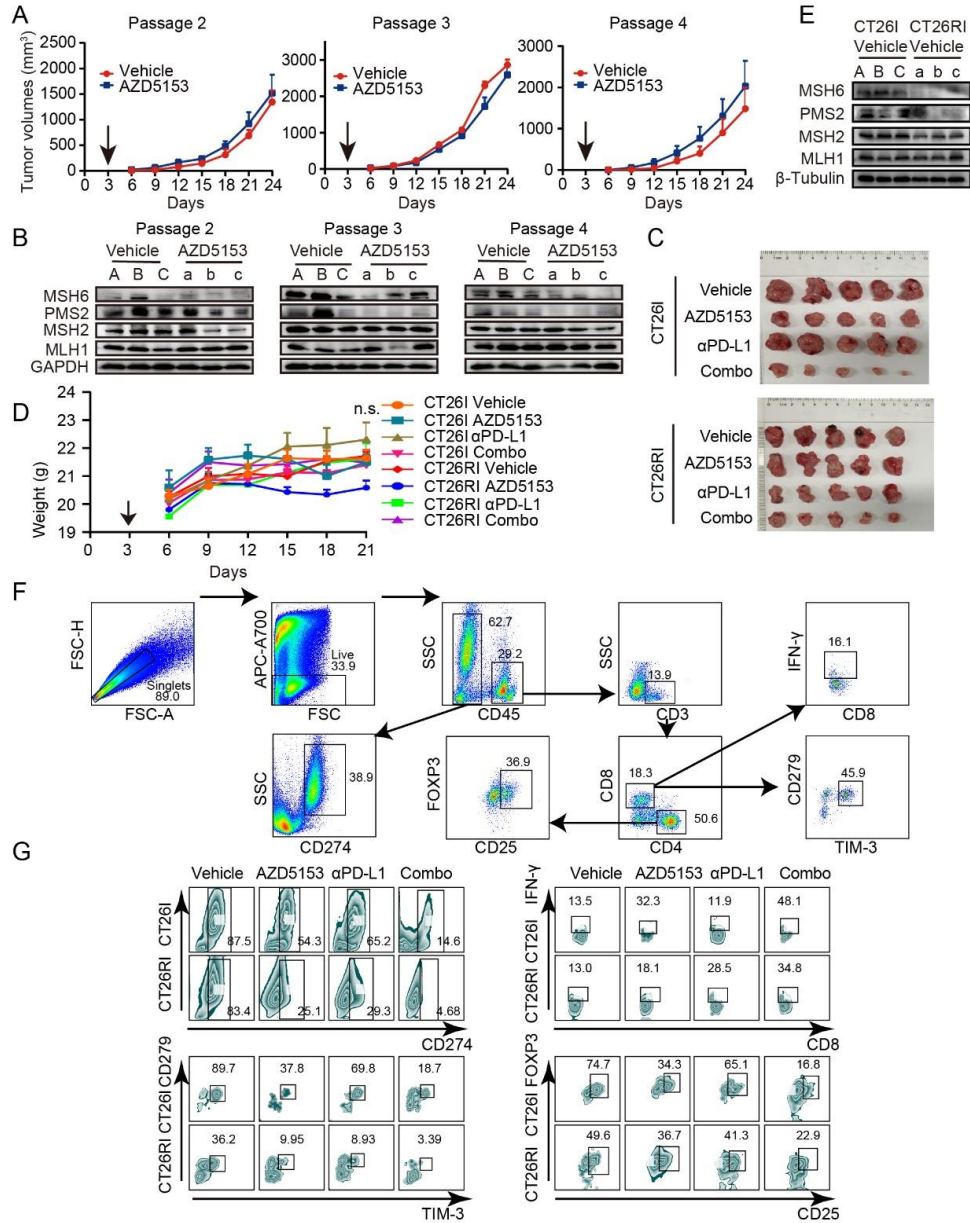 A
Passage 2
Passage 3
Passage 4
Tumor volumes (mm³)
2500
2000
1500
1000
500
0
Vehicle
AZD5153
0 3 6 9 12 15 18 21 24
Days
3000
2000
1000
0
Vehicle
AZD5153
0 3 6 9 12 15 18 21 24
Days
3000
2000
1000
0
Vehicle
AZD5153
0 3 6 9 12 15 18 21 24
Days
E
CT26I CT26RI
Vehicle Vehicle
A B C a b c
MSH6
PMS2
MSH2
MLH1
β-Tubulin
B
Passage 2
Passage 3
Passage 4
Vehicle AZD5153
Vehicle AZD5153
Vehicle AZD5153
A B C a b c
A B C a b c
A B C a b c
MSH6
PMS2
MSH2
MLH1
GAPDH
C
CT26I
Vehicle
AZD5153
αPD-L1
Combo
CT26RI
Vehicle
AZD5153
αPD-L1
Combo
D
Weight (g)
24
23
22
21
20
19
0 3 6 9 12 15 18 21
Days
n.s.
CT26I Vehicle
CT26I AZD5153
CT26I αPD-L1
CT26I Combo
CT26RI Vehicle
CT26RI AZD5153
CT26RI αPD-L1
CT26RI Combo
F
FSC-H
Singlets
89.0
FSC-A
APC-A700
Live
33.9
FSC
SSC
62.7
29.2
CD45
SSC
13.9
CD3
IFN-γ
16.1
CD8
SSC
38.9
CD274
FOXP3
36.9
CD25
CD8
18.3
50.6
CD4
CD279
45.9
TIM-3
G
Vehicle AZD5153 αPD-L1 Combo
CT26I
87.5 54.3 65.2 14.6
CT26RI
83.4 25.1 29.3 4.68
CD274
Vehicle AZD5153 αPD-L1 Combo
IFN-γ
CT26I
13.5 32.3 11.9 48.1
CT26RI
13.0 18.1 28.5 34.8
CD8
CD279
CT26I
89.7 37.8 69.8 18.7
CT26RI
36.2 9.95 8.93 3.39
TIM-3
FOXP3
CT26I
74.7 34.3 65.1 16.8
CT26RI
49.6 36.7 41.3 22.9
CD25